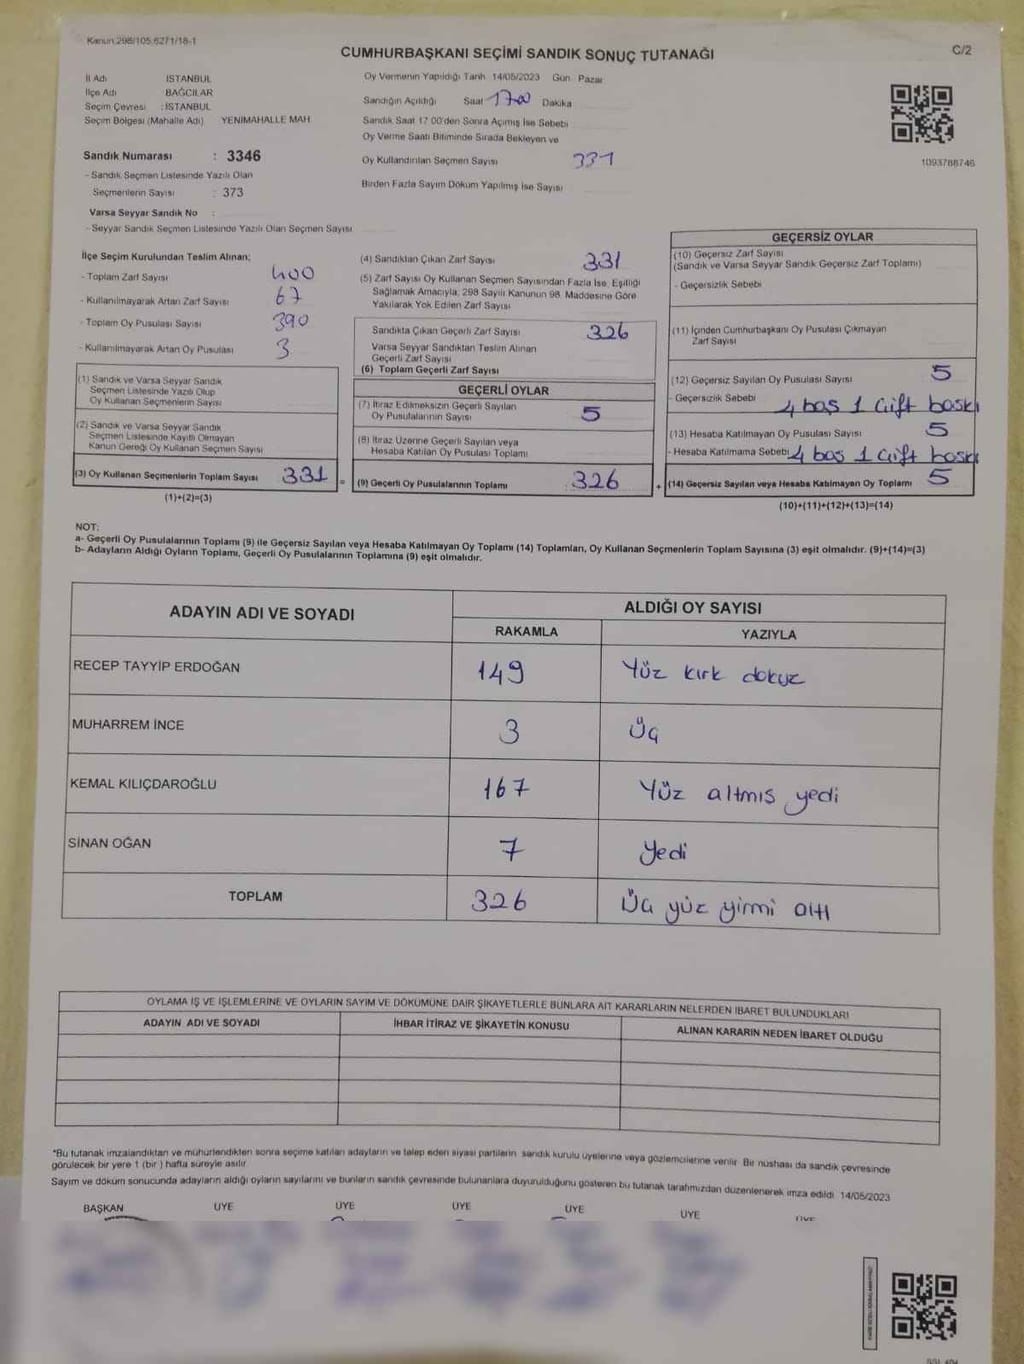 Kanun:298/105,6271/18-1
CUMHURBAŞKANI SEÇİMİ SANDIK SONUÇ TUTANAĞI
C/2
İl Adı İSTANBUL
İlçe Adı BAĞCILAR
Seçim Çevresi : İSTANBUL
Seçim Bölgesi (Mahalle Adı) YENİMAHALLE MAH
Oy Vermenin Yapıldığı Tarih 14/05/2023 Gün Pazar
Sandığın Açıldığı Saat 17 00 Dakika
Sandık Saat 17.00'den Sonra Açımış İse Sebebi
Oy Verme Saati Bitiminde Sırada Bekleyen ve
Oy Kullandırılan Seçmen Sayısı 331
Birden Fazla Sayım Döküm Yapılmış ise Sayısı
1093788746
Sandık Numarası : 3346
- Sandık Seçmen Listesinde Yazılı Olan
Seçmenlerin Sayısı : 373
Varsa Seyyar Sandık No :
- Seyyar Sandık Seçmen Listesinde Yazılı Olan Seçmen Sayısı
İlçe Seçim Kurulundan Teslim Alınan;
- Toplam Zarf Sayısı 400
- Kullanılmayarak Artan Zarf Sayısı 67
- Toplam Oy Pusulası Sayısı 390
- Kullanılmayarak Artan Oy Pusulası 3
(1) Sandık ve Varsa Seyyar Sandık
Seçmen Listesinde Yazılı Olup
Oy Kullanan Seçmenlerin Sayısı
(2) Sandık ve Varsa Seyyar Sandık
Seçmen Listesinde Kayıtlı Olmayan
Kanun Gereği Oy Kullanan Seçmen Sayısı
(3) Oy Kullanan Seçmenlerin Toplam Sayısı 331 =
(1)+(2)=(3)
(4) Sandıktan Çıkan Zarf Sayısı 331
(5) Zarf Sayısı Oy Kullanan Seçmen Sayısından Fazla İse, Eşitliği
Sağlamak Amacıyla, 298 Sayılı Kanunun 98. Maddesine Göre
Yakılarak Yok Edilen Zarf Sayısı
Sandıkta Çıkan Geçerli Zarf Sayısı 326
Varsa Seyyar Sandıktan Teslim Alınan
Geçerli Zarf Sayısı
(6) Toplam Geçerli Zarf Sayısı
GEÇERLİ OYLAR
(7) İtiraz Edilmeksizin Geçerli Sayılan
Oy Pusulalarının Sayısı 5
(8) İtiraz Üzerine Geçerli Sayılan veya
Hesaba Katılan Oy Pusulası Toplamı
(9) Geçerli Oy Pusulalarının Toplamı 326 +
GEÇERSİZ OYLAR
(10) Geçersiz Zarf Sayısı
(Sandık ve Varsa Seyyar Sandık Geçersiz Zarf Toplamı)
- Geçersizlik Sebebi
(11) İçinden Cumhurbaşkanı Oy Pusulası Çıkmayan
Zarf Sayısı
(12) Geçersiz Sayılan Oy Pusulası Sayısı 5
- Geçersizlik Sebebi 4 boş 1 çift baskı
(13) Hesaba Katılmayan Oy Pusulası Sayısı 5
- Hesaba Katılmama Sebebi 4 boş 1 çift baskı
(14) Geçersiz Sayılan veya Hesaba Katılmayan Oy Toplamı 5
(10)+(11)+(12)+(13)=(14)
NOT:
a- Geçerli Oy Pusulalarının Toplamı (9) ile Geçersiz Sayılan veya Hesaba Katılmayan Oy Toplamı (14) Toplamları, Oy Kullanan Seçmenlerin Toplam Sayısına (3) eşit olmalıdır. (9)+(14)=(3)
b- Adayların Aldığı Oyların Toplamı, Geçerli Oy Pusulalarının Toplamına (9) eşit olmalıdır.
ADAYIN ADI VE SOYADI
ALDIĞI OY SAYISI
RAKAMLA YAZIYLA
RECEP TAYYİP ERDOĞAN 149 Yüz kırk dokuz
MUHARREM İNCE 3 Üç
KEMAL KILIÇDAROĞLU 167 Yüz altmış yedi
SİNAN OĞAN 7 Yedi
TOPLAM 326 Üç yüz yirmi altı
OYLAMA İŞ VE İŞLEMLERİNE VE OYLARIN SAYIM VE DÖKÜMÜNE DAİR ŞİKAYETLERLE BUNLARA AİT KARARLARIN NELERDEN İBARET BULUNDUKLARI
ADAYIN ADI VE SOYADI İHBAR İTİRAZ VE ŞİKAYETİN KONUSU ALINAN KARARIN NEDEN İBARET OLDUĞU
*Bu tutanak imzalandıktan ve mühürlendikten sonra seçime katılan adayların ve talep eden siyasi partilerin sandık kurulu üyelerine veya gözlemcilerine verilir. Bir nüshası da sandık çevresinde
görülecek bir yere 1 (bir) hafta süreyle asılır.
Sayım ve döküm sonucunda adayların aldığı oyların sayılarını ve bunların sandık çevresinde bulunanlara duyurulduğunu gösteren bu tutanak tarafımızdan düzenlenerek imza edildi. 14/05/2023
BAŞKAN ÜYE ÜYE ÜYE ÜYE ÜYE ÜYE